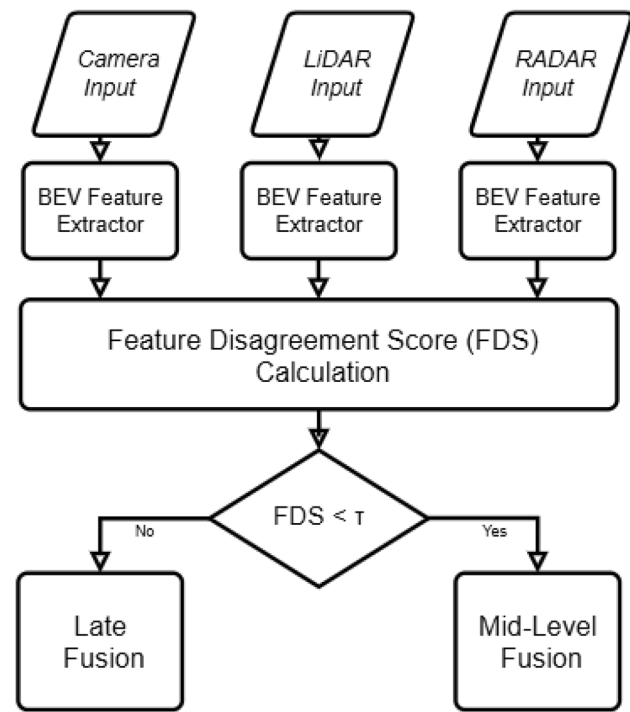 Camera
Input
LiDAR
Input
RADAR
Input
BEV Feature
Extractor
BEV Feature
Extractor
BEV Feature
Extractor
Feature Disagreement Score (FDS)
Calculation
FDS < τ
No
Yes
Late
Fusion
Mid-Level
Fusion